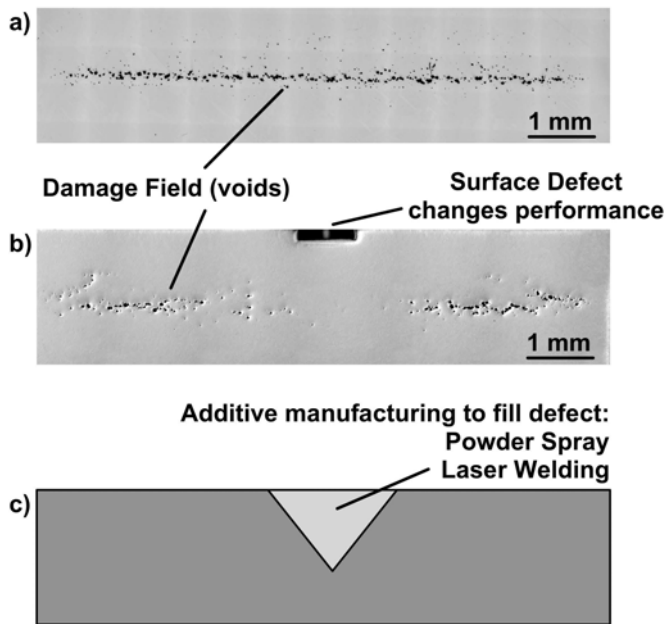 a)
1 mm
Damage Field (voids)
Surface Defect
changes performance
b)
1 mm
Additive manufacturing to fill defect:
Powder Spray
Laser Welding
c)